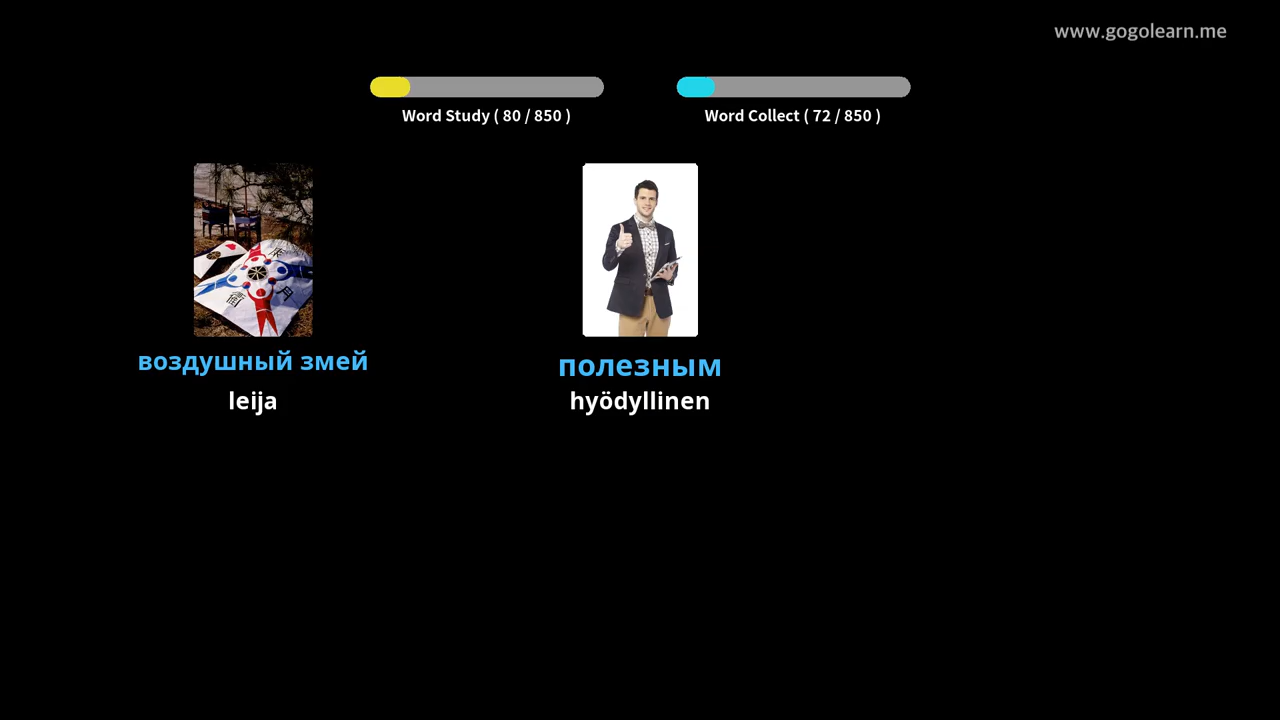 www.gogolearn.me
Word Study ( 80 / 850 )
Word Collect ( 72 / 850 )
воздушный змей
leija
полезным
hyödyllinen